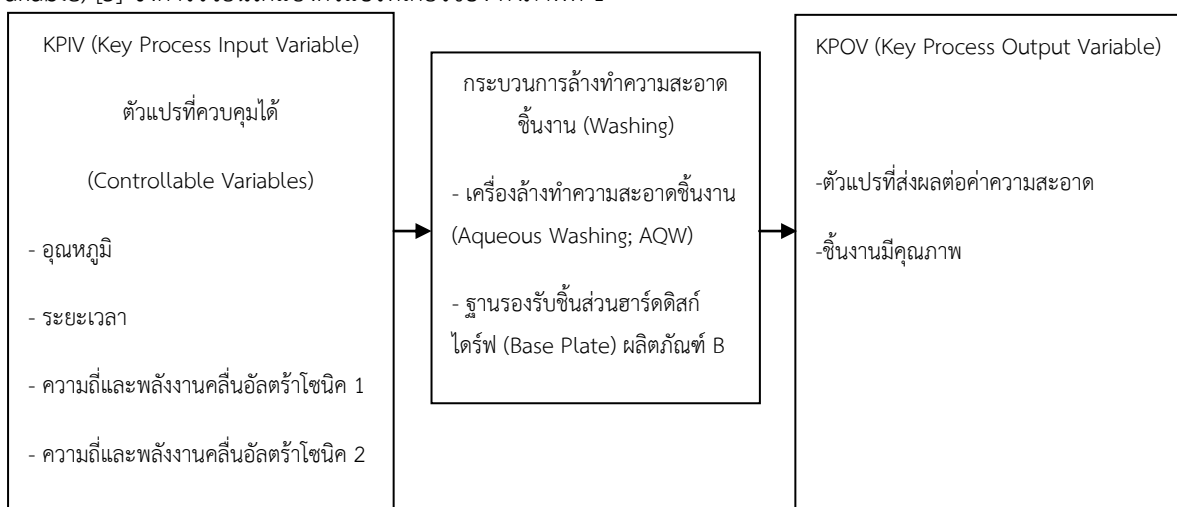 KPIV (Key Process Input Variable)
ตัวแปรที่ควบคุมได้
(Controllable Variables)
- อุณหภูมิ
- ระยะเวลา
- ความถี่และพลังงานคลื่นอัลตร้าโซนิค 1
- ความถี่และพลังงานคลื่นอัลตร้าโซนิค 2
กระบวนการล้างทำความสะอาด
ชิ้นงาน (Washing)
- เครื่องล้างทำความสะอาดชิ้นงาน
(Aqueous Washing; AQW)
- ฐานรองรับชิ้นส่วนฮาร์ดดิสก์
ไดร์ฟ (Base Plate) ผลิตภัณฑ์ B
KPOV (Key Process Output Variable)
-ตัวแปรที่ส่งผลต่อค่าความสะอาด
-ชิ้นงานมีคุณภาพ